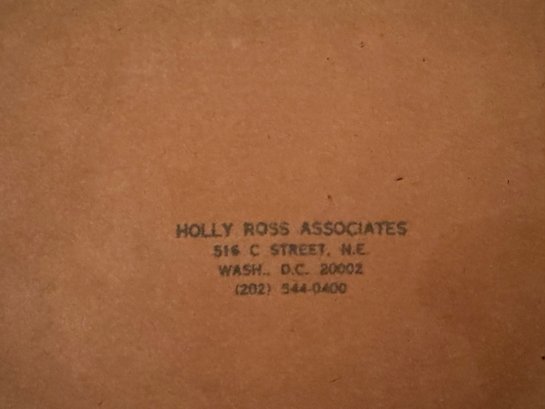 HOLLY ROSS ASSOCIATES
516 C STREET, N.E.
WASH., D.C. 20002
(202) 544-0400